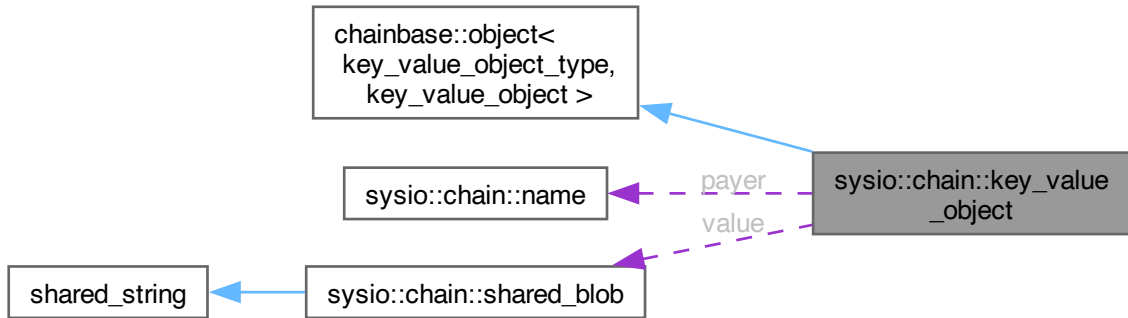 chainbase::object<
key_value_object_type,
key_value_object >
payer
sysio::chain::name
sysio::chain::key_value
_object
value
shared_string
sysio::chain::shared_blob